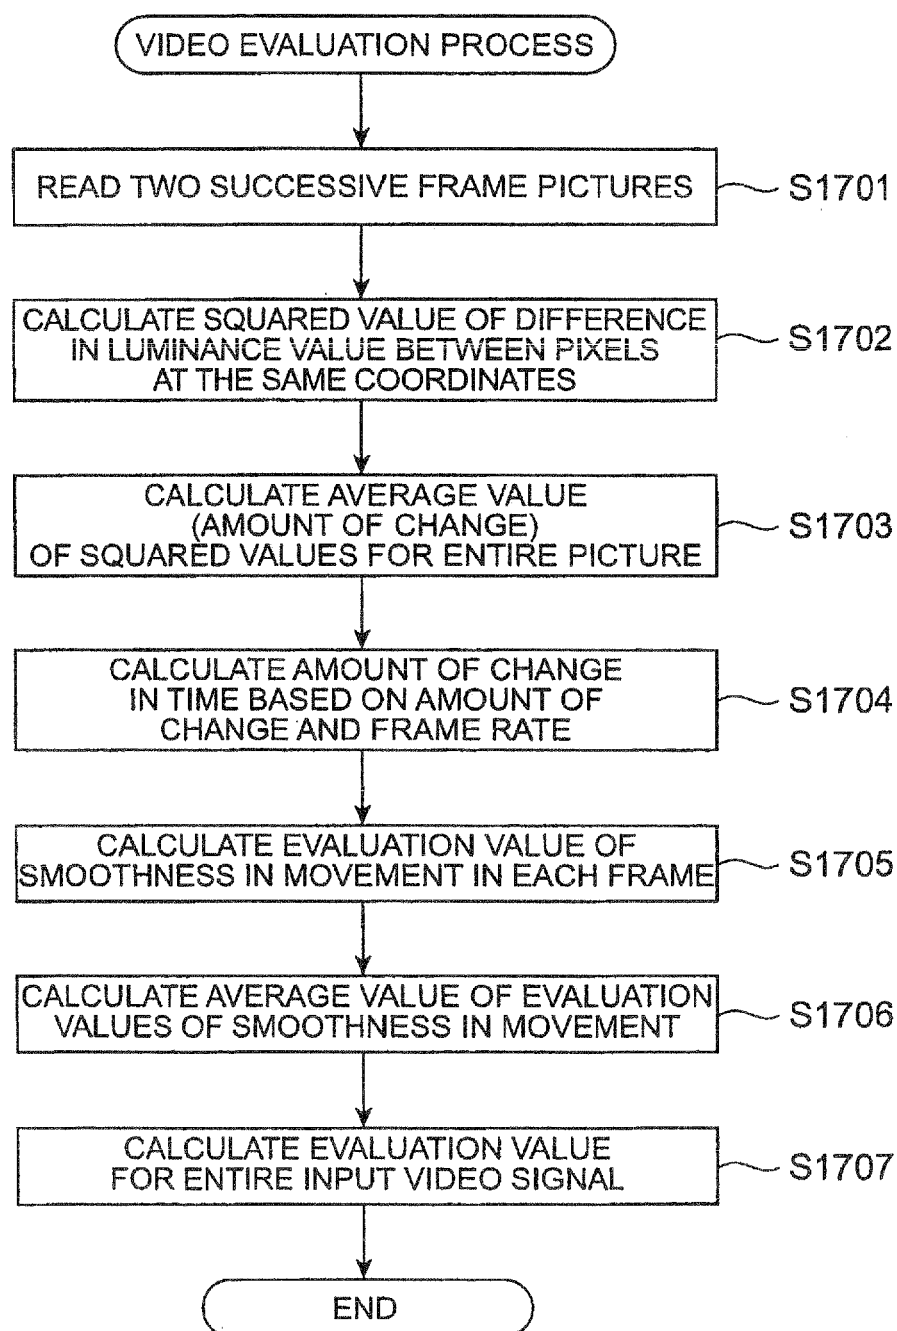 VIDEO EVALUATION PROCESS
READ TWO SUCCESSIVE FRAME PICTURES
S1701
CALCULATE SQUARED VALUE OF DIFFERENCE
IN LUMINANCE VALUE BETWEEN PIXELS
AT THE SAME COORDINATES
S1702
CALCULATE AVERAGE VALUE
(AMOUNT OF CHANGE)
OF SQUARED VALUES FOR ENTIRE PICTURE
S1703
CALCULATE AMOUNT OF CHANGE
IN TIME BASED ON AMOUNT OF
CHANGE AND FRAME RATE
S1704
CALCULATE EVALUATION VALUE OF
SMOOTHNESS IN MOVEMENT IN EACH FRAME
S1705
CALCULATE AVERAGE VALUE OF EVALUATION
VALUES OF SMOOTHNESS IN MOVEMENT
S1706
CALCULATE EVALUATION VALUE
FOR ENTIRE INPUT VIDEO SIGNAL
S1707
END